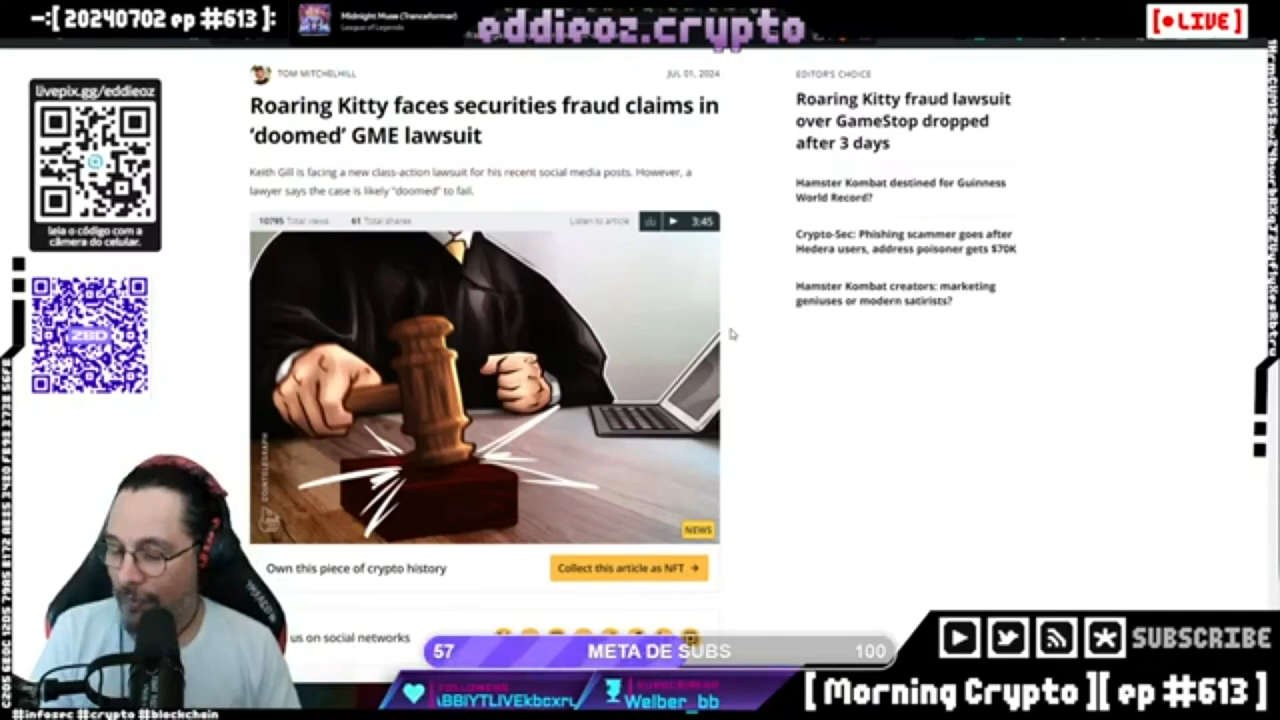 -:[ 20240702 ep #613 ]:
Midnight Muse (Tranceformer)
League of Legends
eddieoz.crypto
[● LIVE]
livepix.gg/eddieoz
leia o código com a
câmera do celular.
ZBD
TOM MITCHELHILL
JUL 01, 2024
Roaring Kitty faces securities fraud claims in
‘doomed’ GME lawsuit
Keith Gill is facing a new class-action lawsuit for his recent social media posts. However, a
lawyer says the case is likely “doomed” to fail.
10795 Total views
61 Total shares
Listen to article
3:45
COINTELEGRAPH
NEWS
Own this piece of crypto history
Collect this article as NFT →
us on social networks
EDITOR'S CHOICE
Roaring Kitty fraud lawsuit
over GameStop dropped
after 3 days
Hamster Kombat destined for Guinness
World Record?
Crypto-Sec: Phishing scammer goes after
Hedera users, address poisoner gets $70K
Hamster Kombat creators: marketing
geniuses or modern satirists?
57
META DE SUBS
100
Welber_bb
SUBSCRIBE
[ Morning Crypto ][ ep #613 ]
#infosec #crypto #blockchain